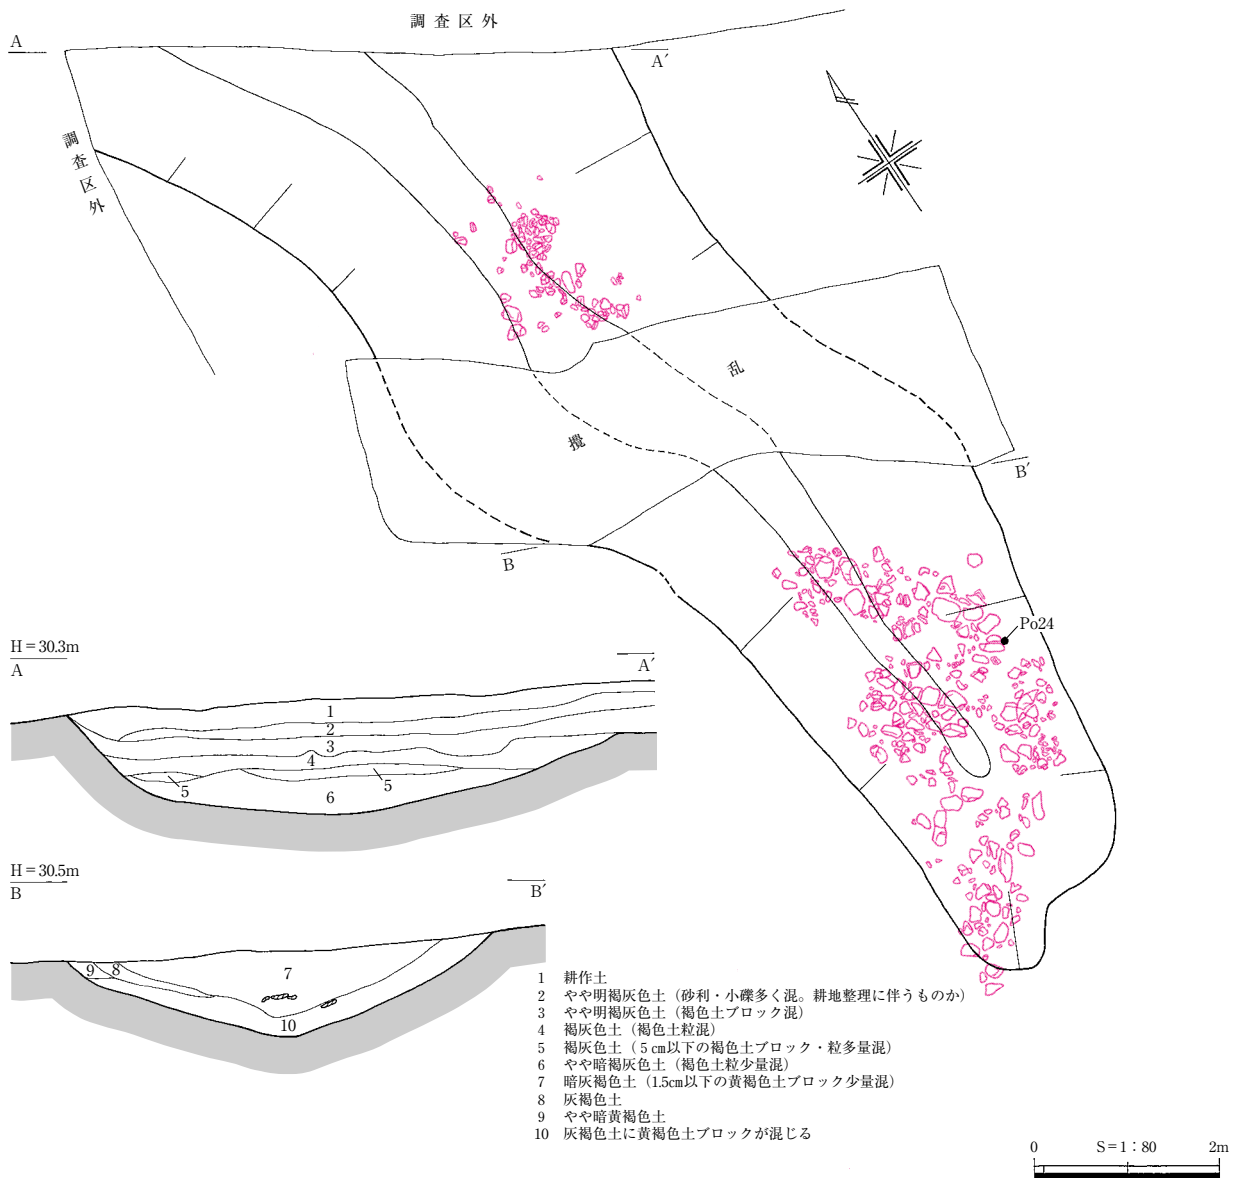 調査区外
A
A′
調査区外
乱
攪
B′
B
Po24
H＝30.3m
A
A′
1
2
3
4
5
5
6
H＝30.5m
B
B′
9
8
7
10
1 耕作土
2 やや明褐灰色土（砂利・小礫多く混。耕地整理に伴うものか）
3 やや明褐灰色土（褐色土ブロック混）
4 褐灰色土（褐色土粒混）
5 褐灰色土（5㎝以下の褐色土ブロック・粒多量混）
6 やや暗褐灰色土（褐色土粒少量混）
7 暗灰褐色土（1.5㎝以下の黄褐色土ブロック少量混）
8 灰褐色土
9 やや暗黄褐色土
10 灰褐色土に黄褐色土ブロックが混じる
0 S＝1：80 2m